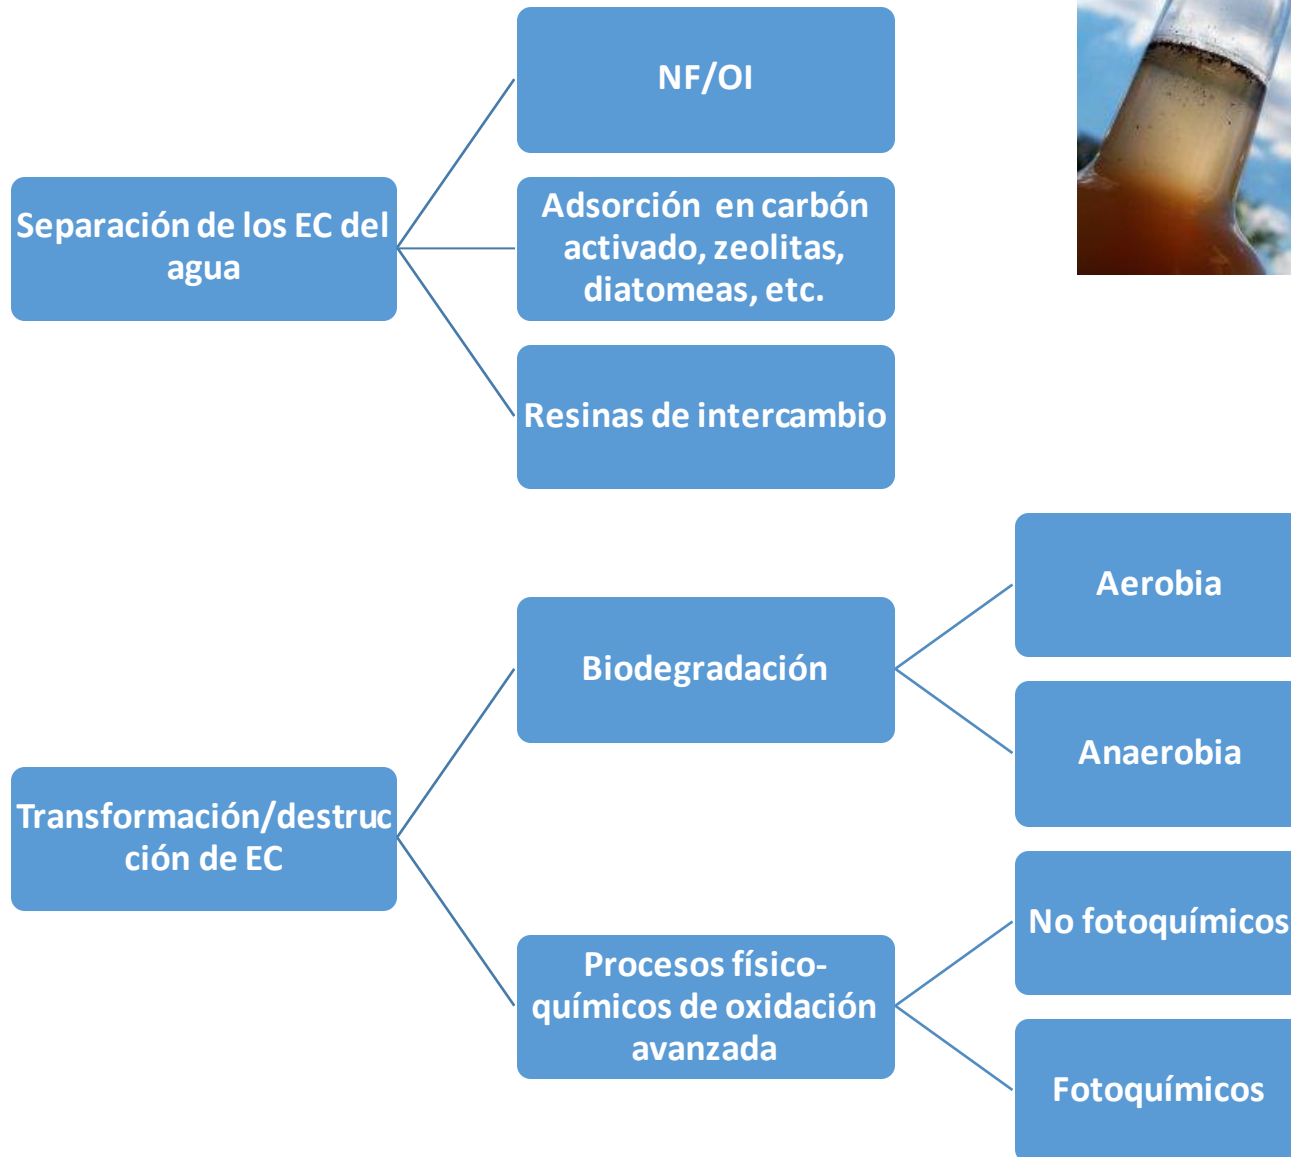 NF/OI
Separación de los EC del
agua
Adsorción en carbón
activado, zeolitas,
diatomeas, etc.
Resinas de intercambio
Transformación/destruc
ción de EC
Biodegradación
Aerobia
Anaerobia
Procesos físico-
químicos de oxidación
avanzada
No fotoquímicos
Fotoquímicos